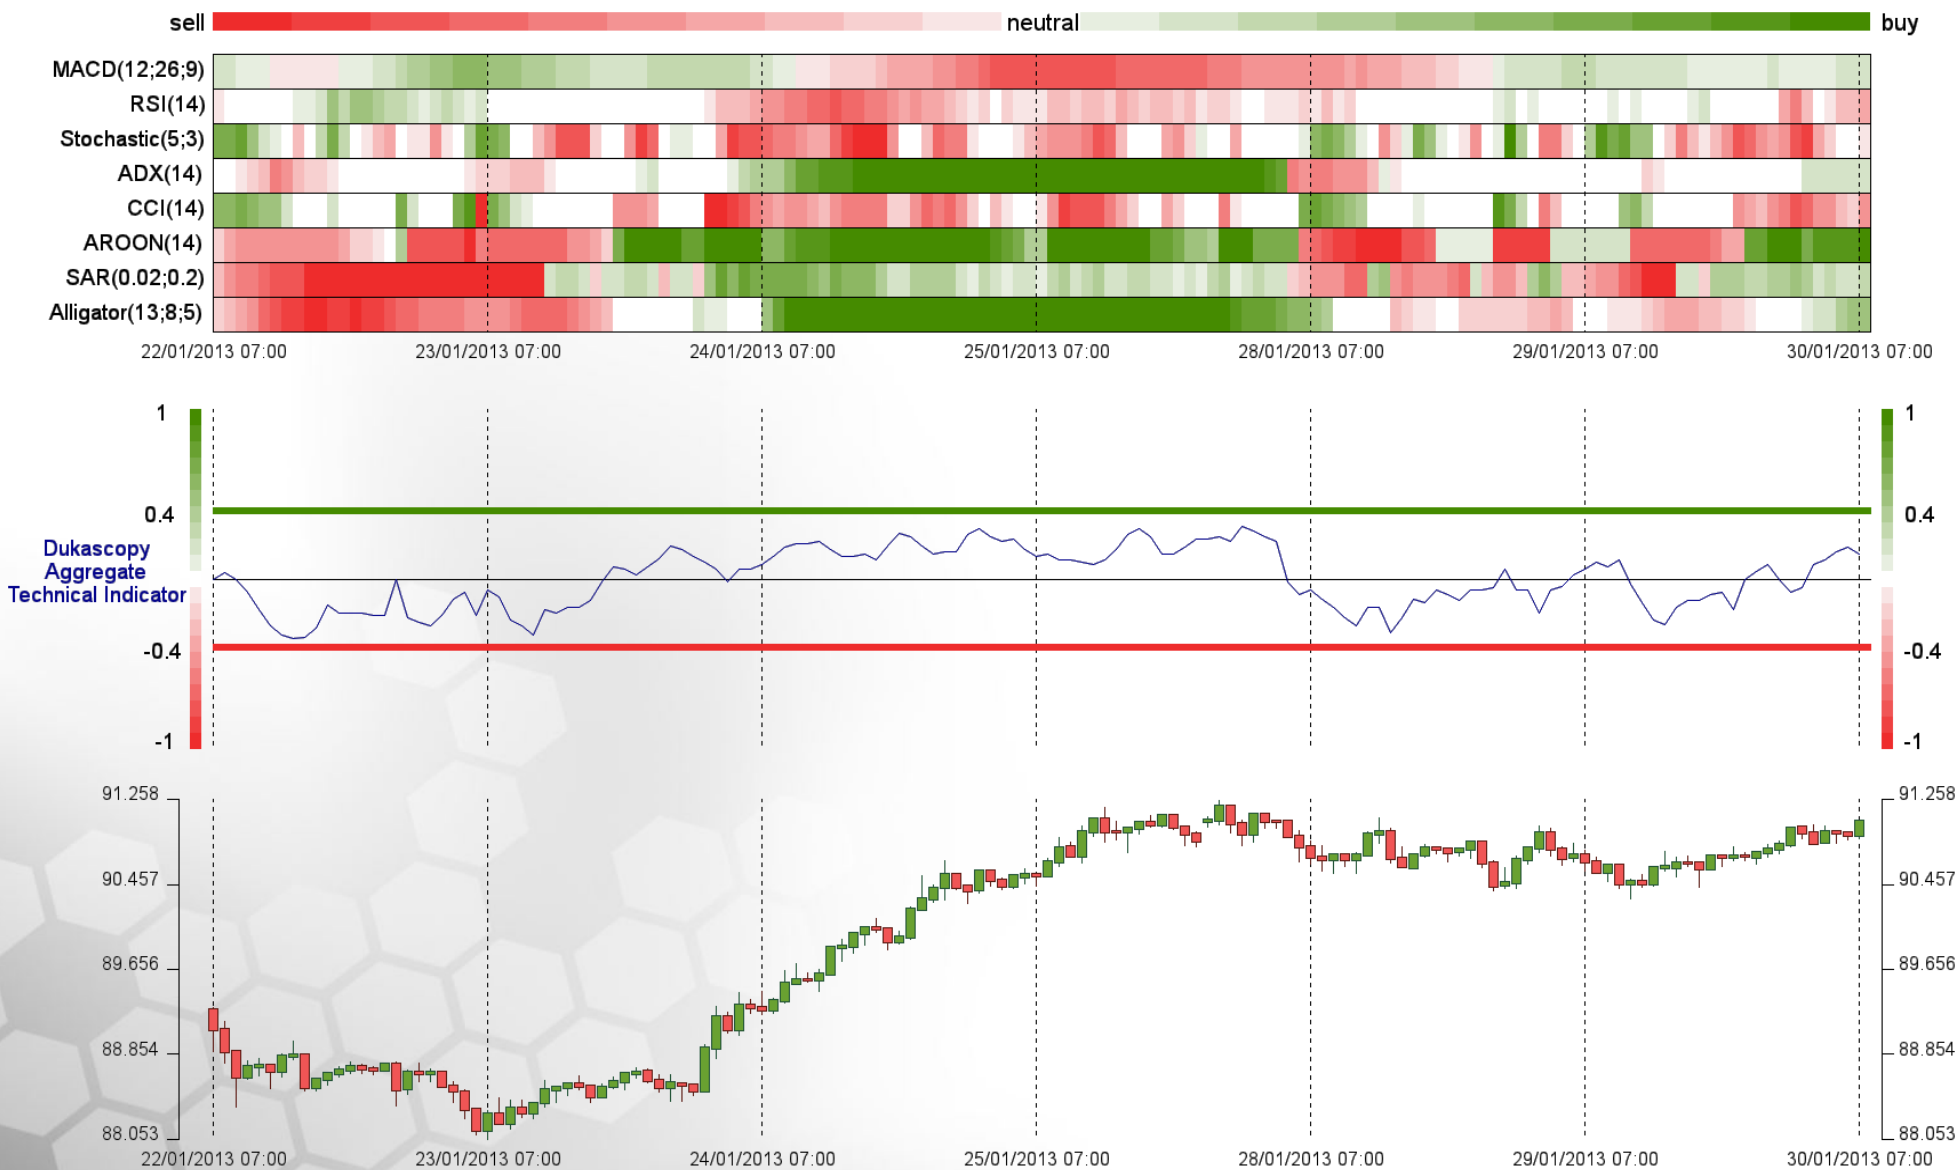 sell neutral buy
MACD(12;26;9)
RSI(14)
Stochastic(5;3)
ADX(14)
CCI(14)
AROON(14)
SAR(0.02;0.2)
Alligator(13;8;5)
22/01/2013 07:00 23/01/2013 07:00 24/01/2013 07:00 25/01/2013 07:00 28/01/2013 07:00 29/01/2013 07:00 30/01/2013 07:00
1 1
0.4 0.4
Dukascopy
Aggregate
Technical Indicator
-0.4 -0.4
-1 -1
91.258 91.258
90.457 90.457
89.656 89.656
88.854 88.854
88.053 88.053
22/01/2013 07:00 23/01/2013 07:00 24/01/2013 07:00 25/01/2013 07:00 28/01/2013 07:00 29/01/2013 07:00 30/01/2013 07:00